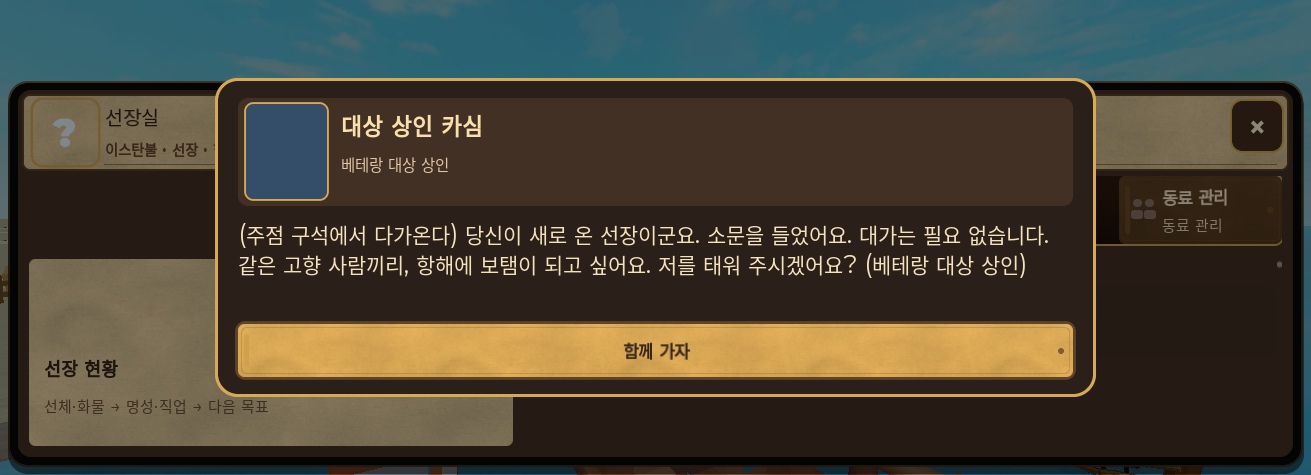 선장실
이스탄불 • 선장 •
×
대상 상인 카심
베테랑 대상 상인
동료 관리
동료 관리
(주점 구석에서 다가온다) 당신이 새로 온 선장이군요. 소문을 들었어요. 대가는 필요 없습니다.
같은 고향 사람끼리, 항해에 보탬이 되고 싶어요. 저를 태워 주시겠어요? (베테랑 대상 상인)
함께 가자
선장 현황
선체·화물 → 명성·직업 → 다음 목표